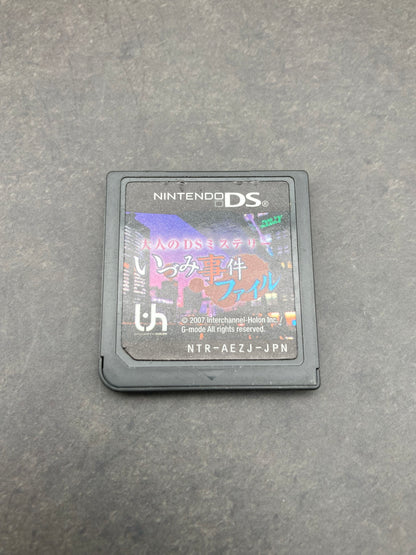 NINTENDO DS®
大人のDSミステリー
いづみ事件
ファイル
© 2007 Interchannel-Holon Inc. /
G-mode All rights reserved.
NTR-AEZJ-JPN